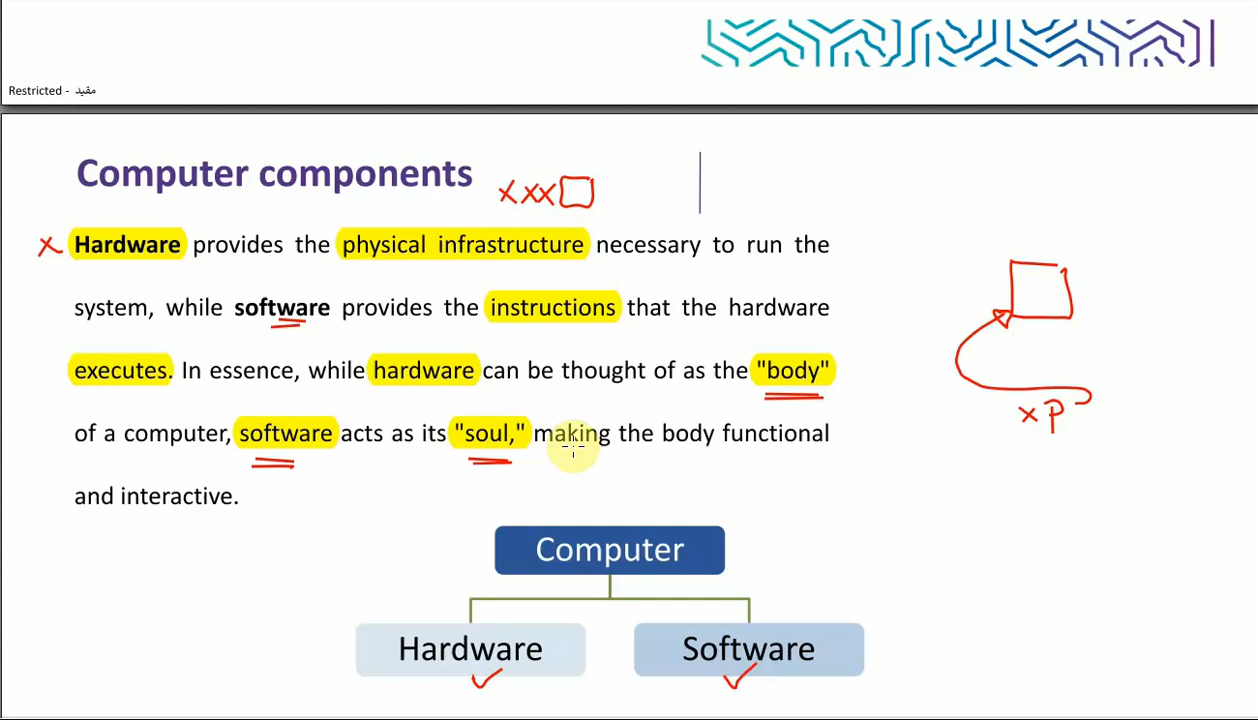 Restricted - مقيد
Computer components
x xx
x Hardware provides the physical infrastructure necessary to run the
system, while software provides the instructions that the hardware
executes. In essence, while hardware can be thought of as the "body"
of a computer, software acts as its "soul," making the body functional
and interactive.
xp
Computer
Hardware
Software